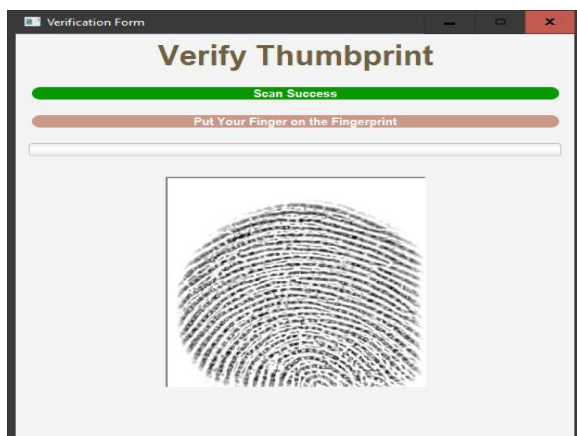 Verification Form
Verify Thumbprint
Scan Success
Put Your Finger on the Fingerprint